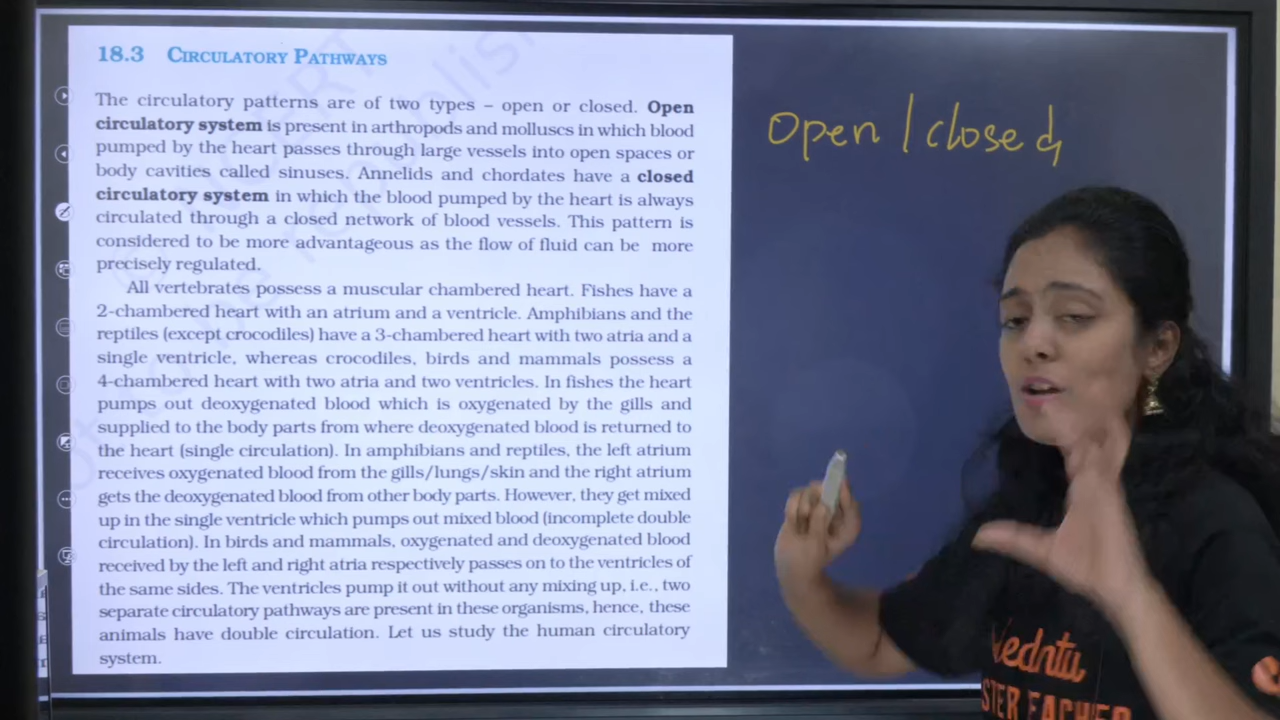 18.3 CIRCULATORY PATHWAYS
The circulatory patterns are of two types – open or closed. Open
circulatory system is present in arthropods and molluscs in which blood
pumped by the heart passes through large vessels into open spaces or
body cavities called sinuses. Annelids and chordates have a closed
circulatory system in which the blood pumped by the heart is always
circulated through a closed network of blood vessels. This pattern is
considered to be more advantageous as the flow of fluid can be more
precisely regulated.
All vertebrates possess a muscular chambered heart. Fishes have a
2-chambered heart with an atrium and a ventricle. Amphibians and the
reptiles (except crocodiles) have a 3-chambered heart with two atria and a
single ventricle, whereas crocodiles, birds and mammals possess a
4-chambered heart with two atria and two ventricles. In fishes the heart
pumps out deoxygenated blood which is oxygenated by the gills and
supplied to the body parts from where deoxygenated blood is returned to
the heart (single circulation). In amphibians and reptiles, the left atrium
receives oxygenated blood from the gills/lungs/skin and the right atrium
gets the deoxygenated blood from other body parts. However, they get mixed
up in the single ventricle which pumps out mixed blood (incomplete double
circulation). In birds and mammals, oxygenated and deoxygenated blood
received by the left and right atria respectively passes on to the ventricles of
the same sides. The ventricles pump it out without any mixing up, i.e., two
separate circulatory pathways are present in these organisms, hence, these
animals have double circulation. Let us study the human circulatory
system.
Open / closed,
Vedntu